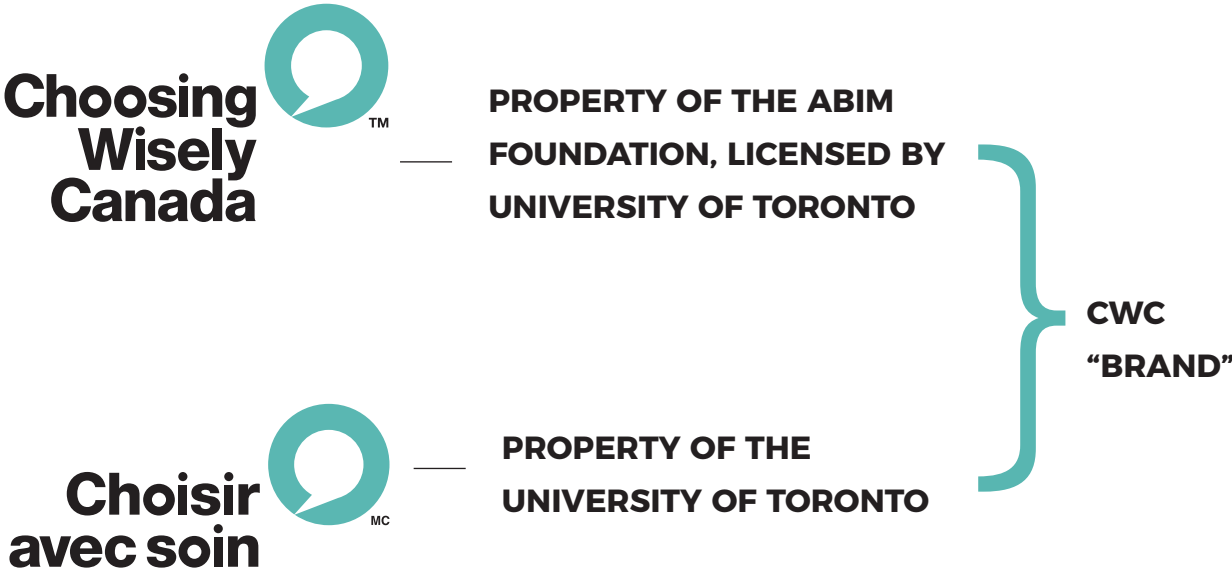 Choosing
Wisely
Canada
TM
PROPERTY OF THE ABIM
FOUNDATION, LICENSED BY
UNIVERSITY OF TORONTO
CWC
“BRAND”
Choisir
avec soin
MC
PROPERTY OF THE
UNIVERSITY OF TORONTO